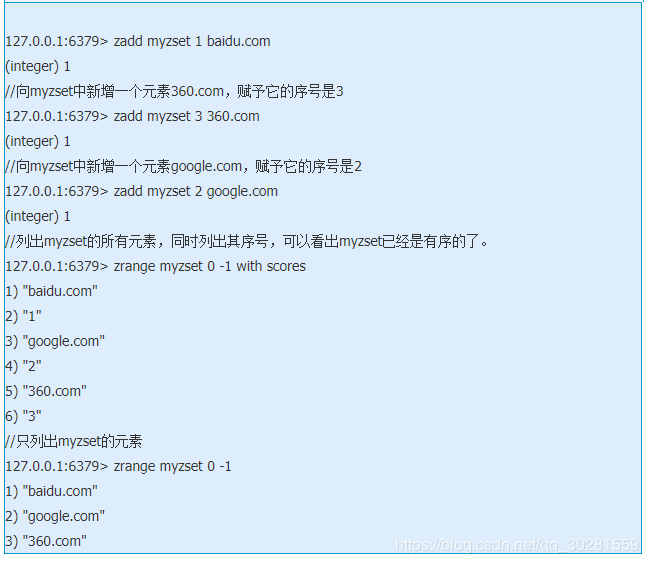 127.0.0.1:6379> zadd myzset 1 baidu.com
(integer) 1
//向myzset中新增一个元素360.com，赋予它的序号是3
127.0.0.1:6379> zadd myzset 3 360.com
(integer) 1
//向myzset中新增一个元素google.com，赋予它的序号是2
127.0.0.1:6379> zadd myzset 2 google.com
(integer) 1
//列出myzset的所有元素，同时列出其序号，可以看出myzset已经是有序的了。
127.0.0.1:6379> zrange myzset 0 -1 with scores
1) "baidu.com"
2) "1"
3) "google.com"
4) "2"
5) "360.com"
6) "3"
//只列出myzset的元素
127.0.0.1:6379> zrange myzset 0 -1
1) "baidu.com"
2) "google.com"
3) "360.com"
https://blog.csdn.net/qq_30281559